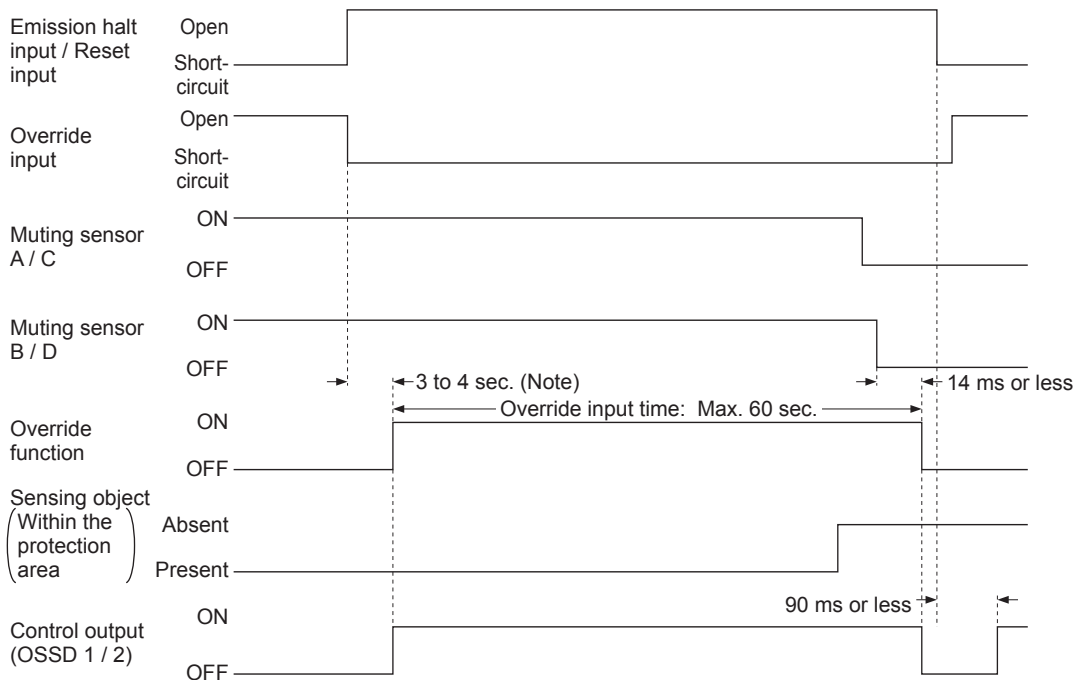 Emission halt
input / Reset
input
Open
Short-
circuit
Override
input
Open
Short-
circuit
Muting sensor
A / C
ON
OFF
Muting sensor
B / D
ON
OFF
3 to 4 sec. (Note)
14 ms or less
Override input time: Max. 60 sec.
Override
function
ON
OFF
Sensing object
(Within the
protection
area)
Absent
Present
90 ms or less
Control output
(OSSD 1 / 2)
ON
OFF